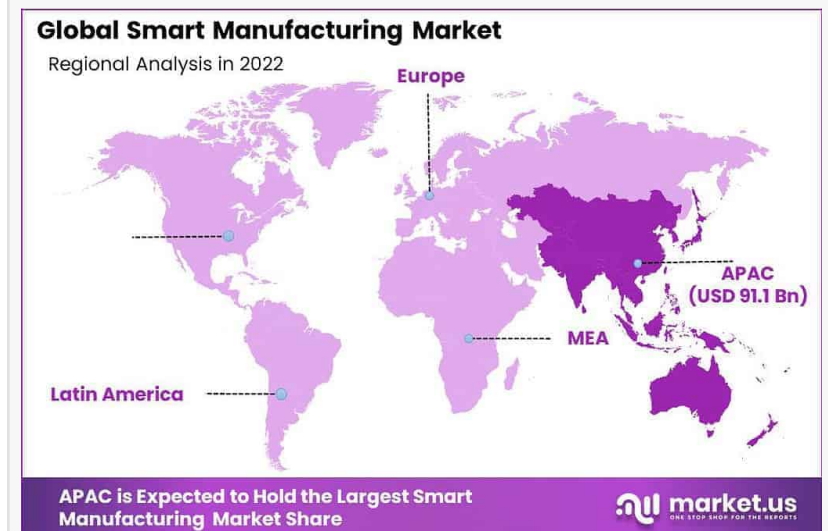 Global Smart Manufacturing Market
Regional Analysis in 2022
Europe
APAC
(USD 91.1 Bn)
MEA
Latin America
APAC is Expected to Hold the Largest Smart
Manufacturing Market Share
market.us
ONE STOP SHOP FOR THE REPORTS